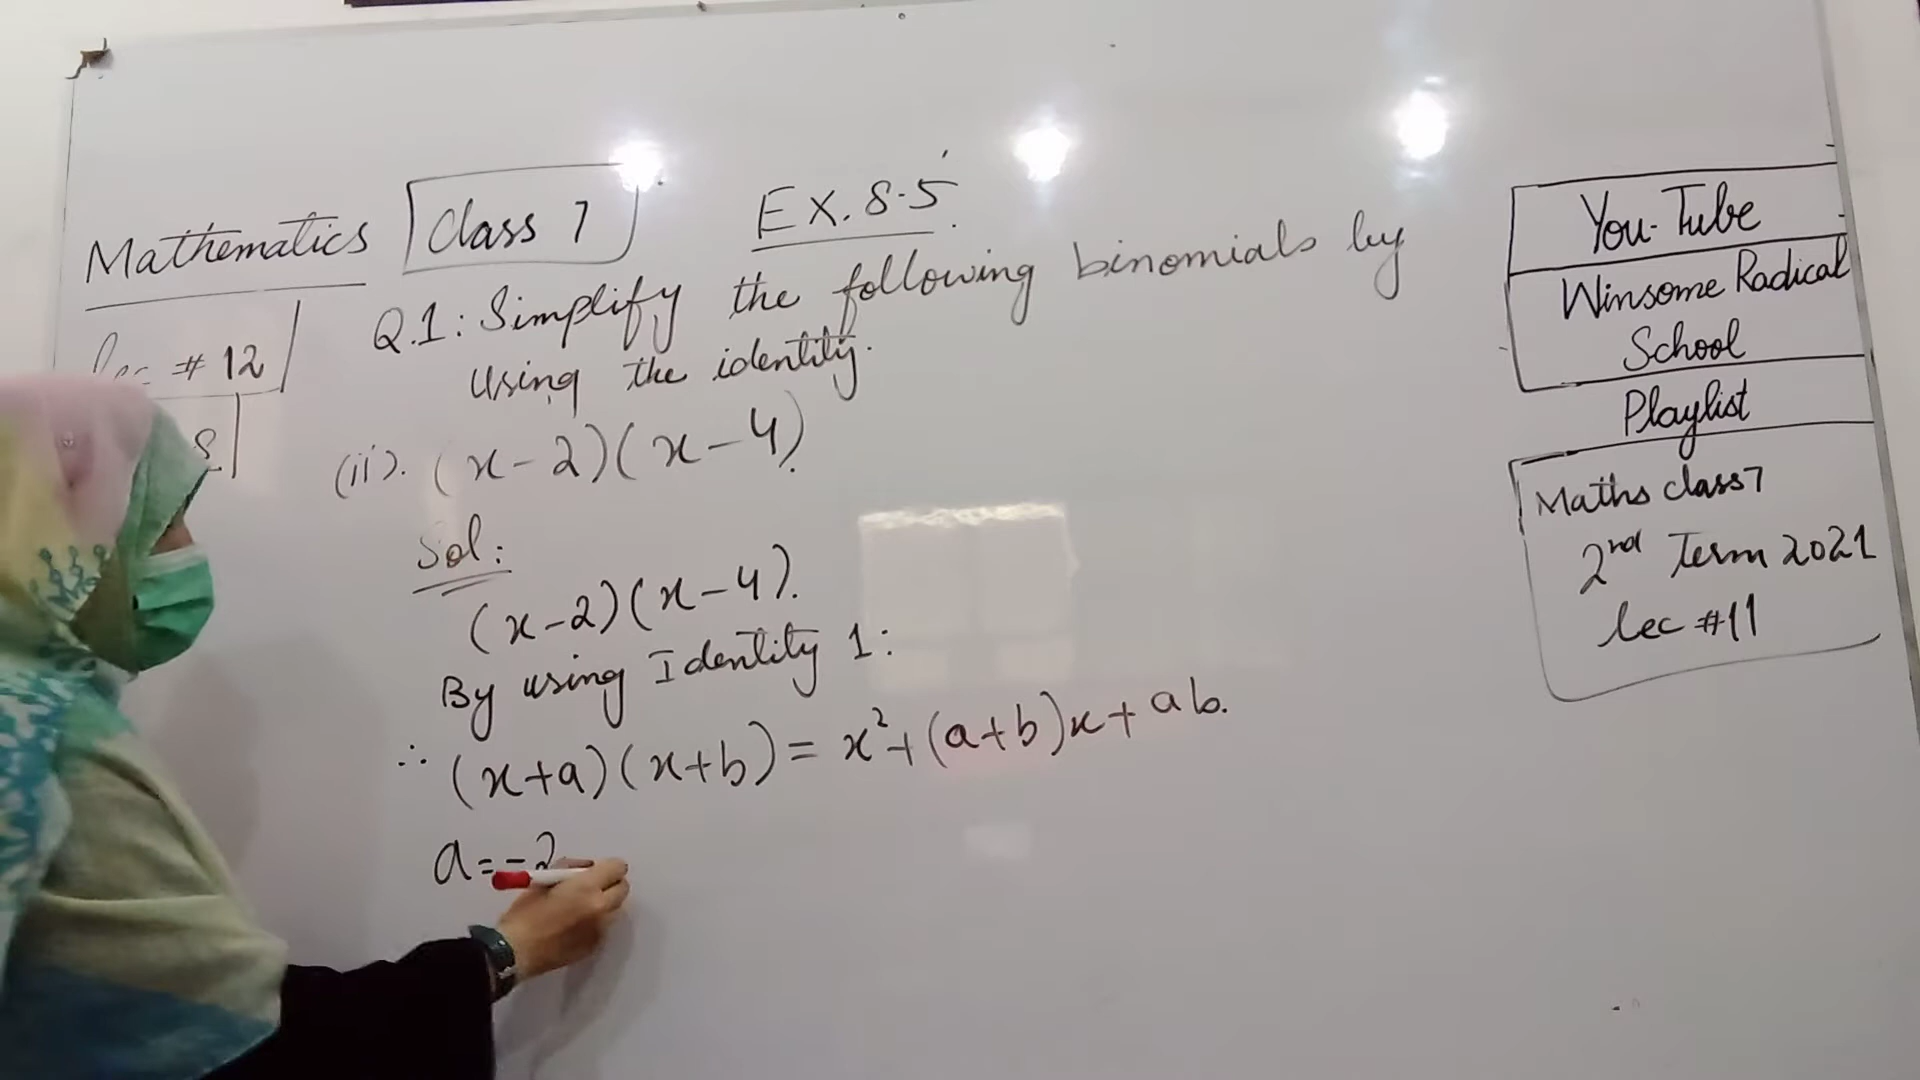 Mathematics
Class 7
EX. 8.5
Lec # 12
Q.1: Simplify the following binomials by
using the identity.
(ii). (x-2)(x-4).
Sol:
(x-2)(x-4).
By using Identity 1:
∴ (x+a)(x+b) = x²+(a+b)x+ab.
a=-2
You-Tube
Winsome Radical
School
Playlist
Maths class 7
2nd Term 2021
Lec #11